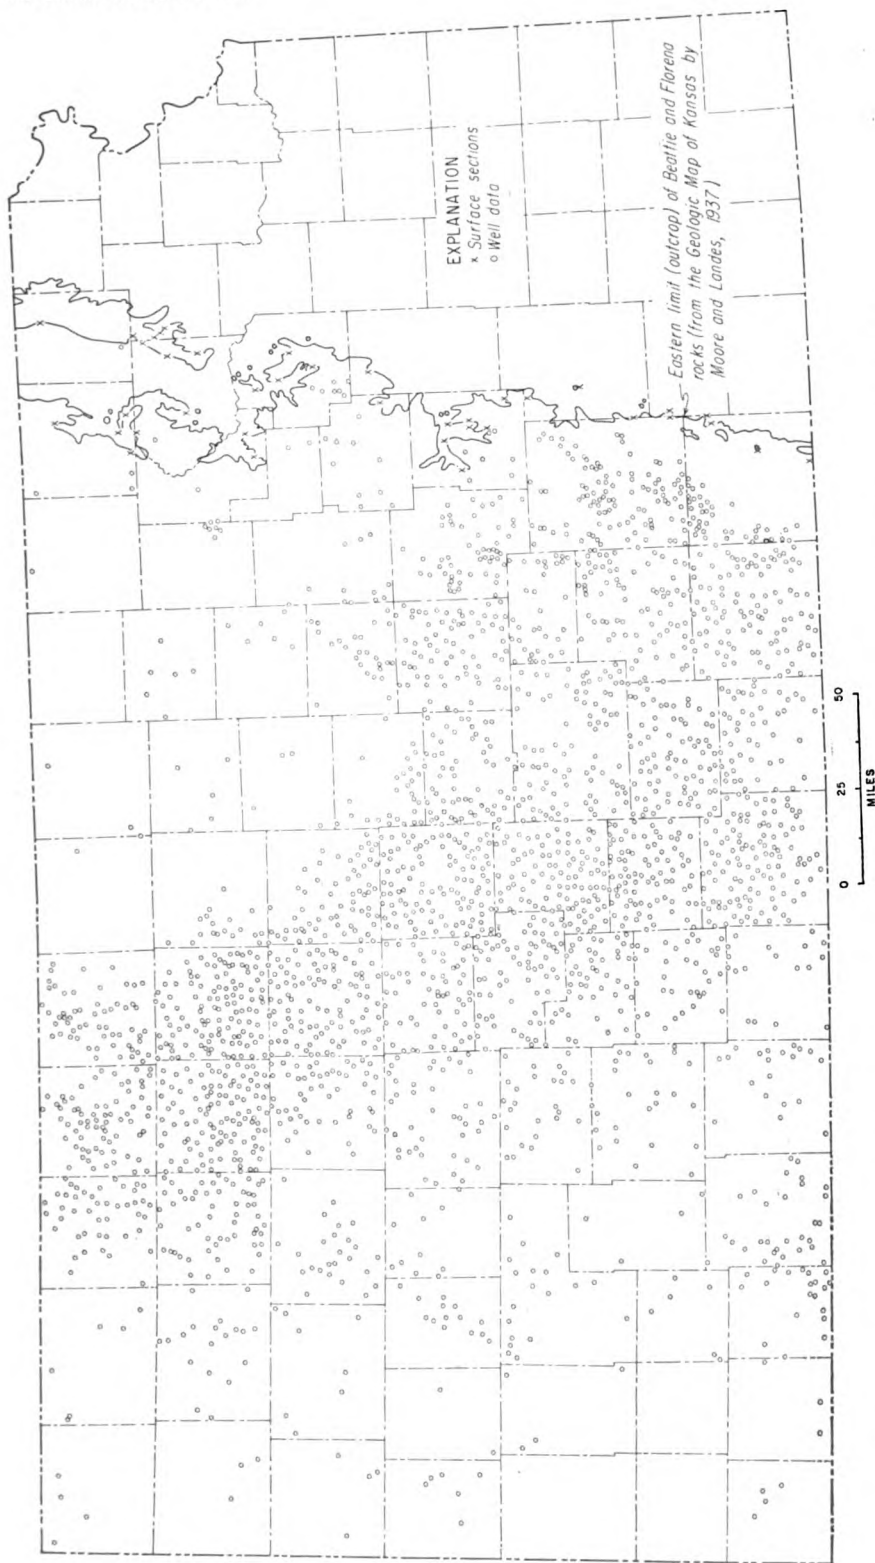 EXPLANATION
x Surface sections
o Well data
Eastern limit (outcrop) of Beattie and Florena
rocks (from the Geologic Map of Kansas by
Moore and Landes, 1937)
0 25 50
MILES